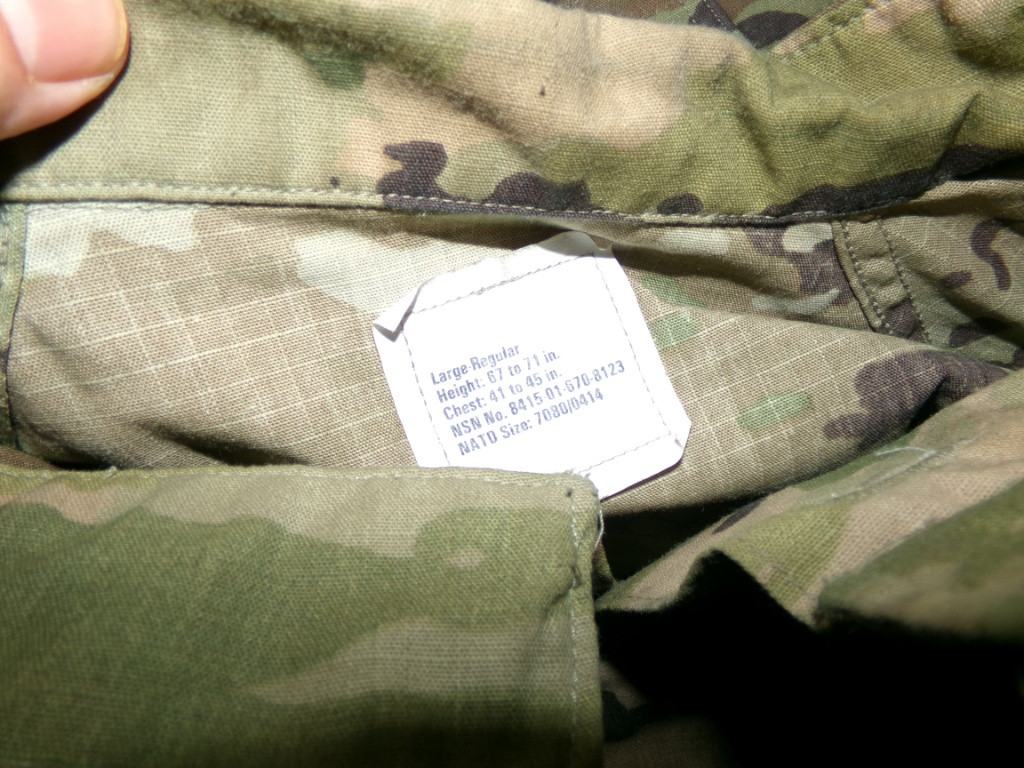 Large-Regular
Height: 67 to 71 in.
Chest: 41 to 45 in.
NSN No. 8415-01-670-8123
NATO Size: 7080/0414